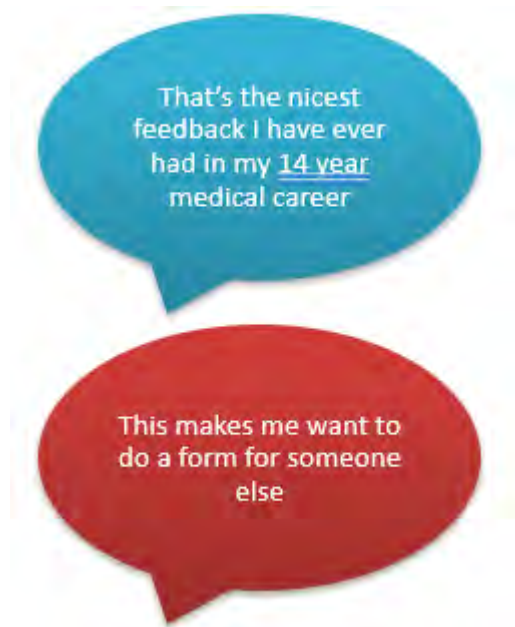 That's the nicest
feedback I have ever
had in my 14 year
medical career
This makes me want to
do a form for someone
else